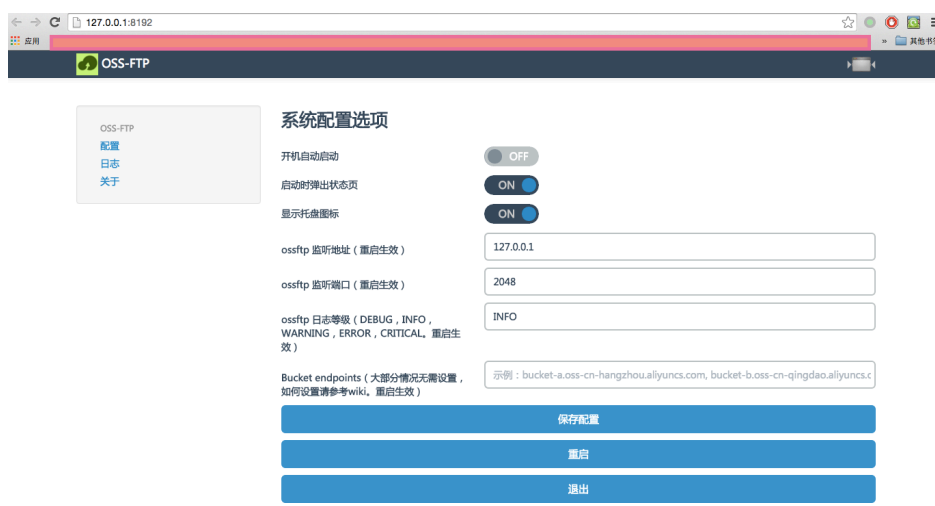 127.0.0.1:8192
应用
»
OSS-FTP
OSS-FTP
配置
日志
关于
系统配置选项
开机自动启动
OFF
启动时弹出状态页
ON
显示托盘图标
ON
ossftp 监听地址 ( 重启生效 )
127.0.0.1
ossftp 监听端口 ( 重启生效 )
2048
ossftp 日志等级 ( DEBUG , INFO ,
WARNING , ERROR , CRITICAL。重启生
效 )
INFO
Bucket endpoints ( 大部分情况无需设置 ,
如何设置请参考wiki。重启生效 )
示例 : bucket-a.oss-cn-hangzhou.aliyuncs.com, bucket-b.oss-cn-qingdao.aliyuncs.c
保存配置
重启
退出